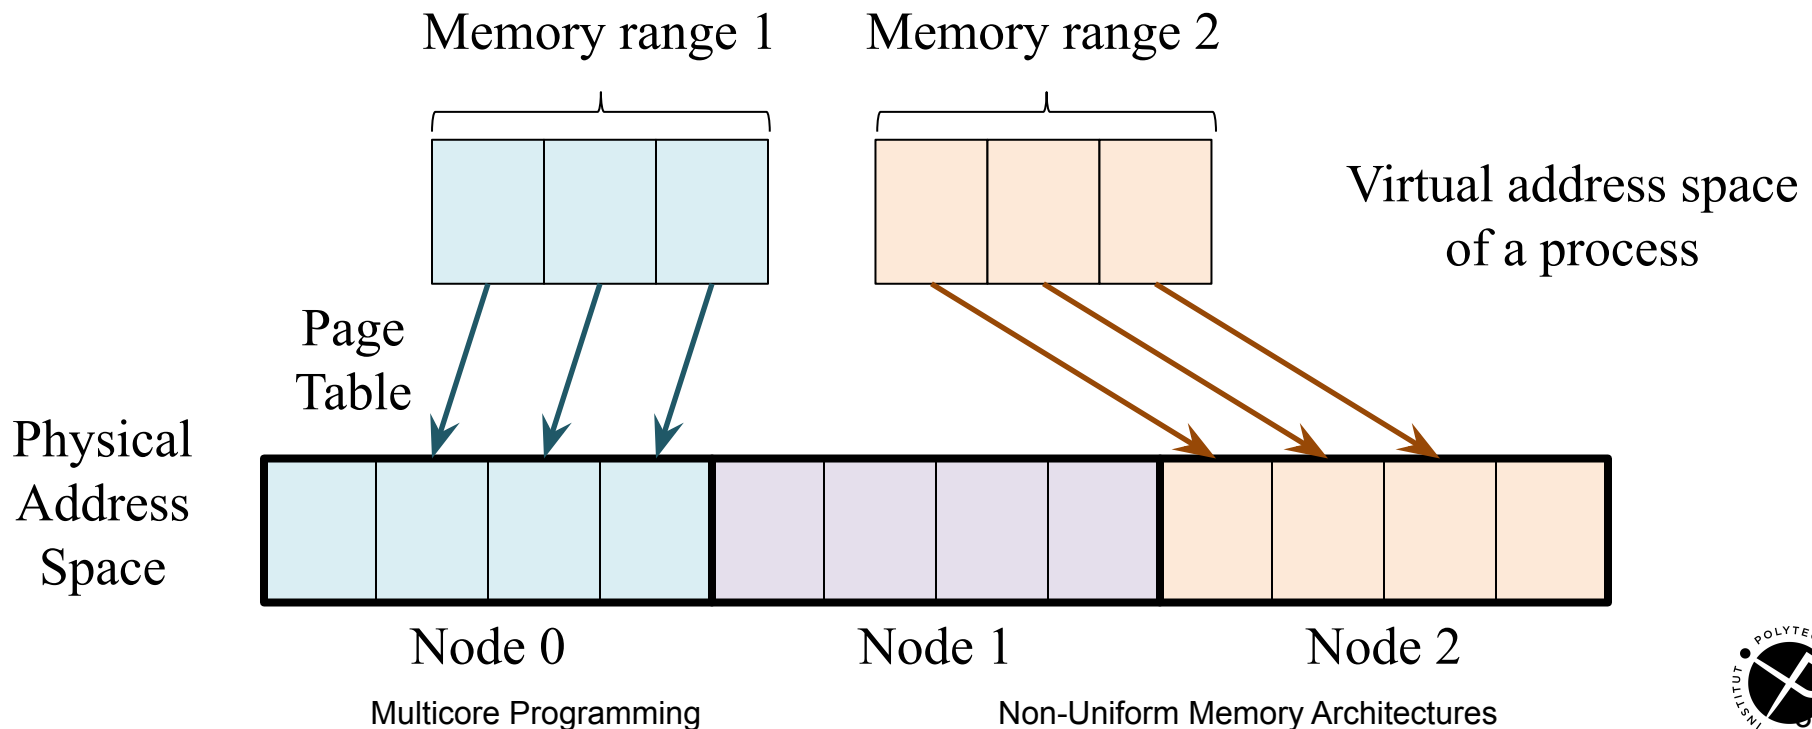 Memory range 1
Memory range 2
Virtual address space
of a process
Page
Table
Physical
Address
Space
Node 0
Node 1
Node 2
Multicore Programming
Non-Uniform Memory Architectures
INSTITUT